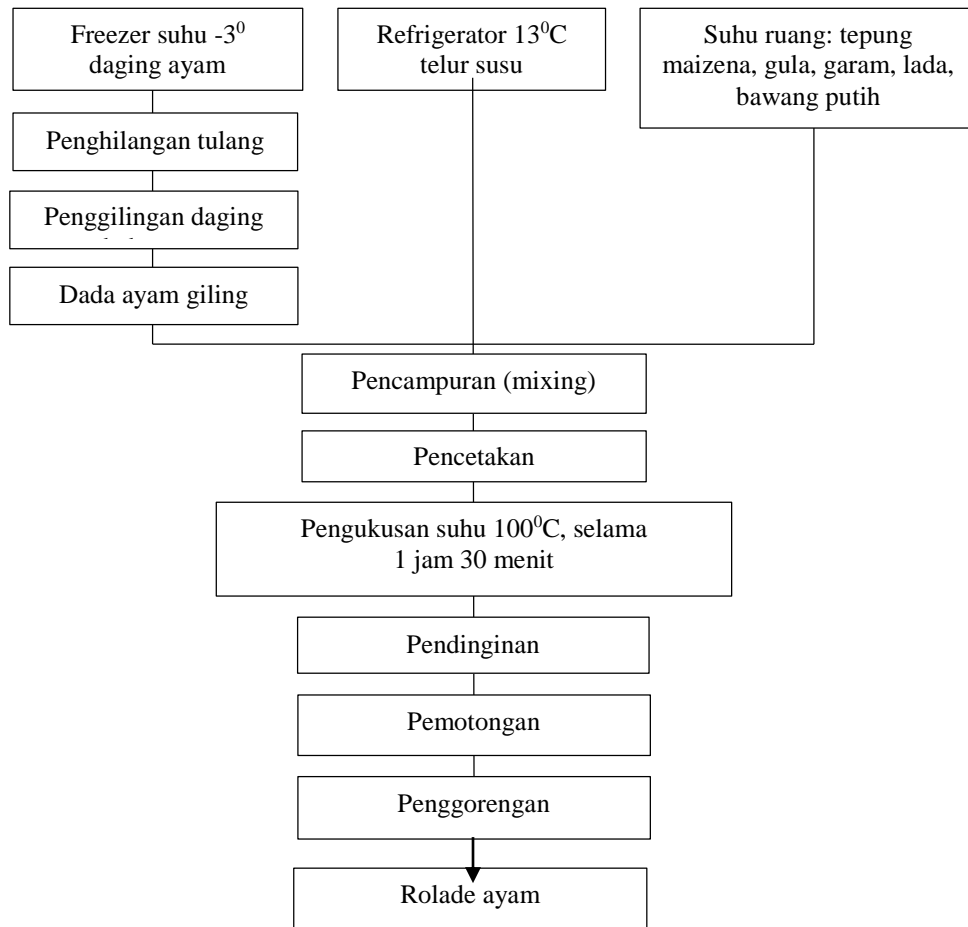 Freezer suhu -3⁰
daging ayam
Refrigerator 13⁰C
telur susu
Suhu ruang: tepung
maizena, gula, garam, lada,
bawang putih
Penghilangan tulang
Penggilingan daging
Dada ayam giling
Pencampuran (mixing)
Pencetakan
Pengukusan suhu 100⁰C, selama
1 jam 30 menit
Pendinginan
Pemotongan
Penggorengan
Rolade ayam